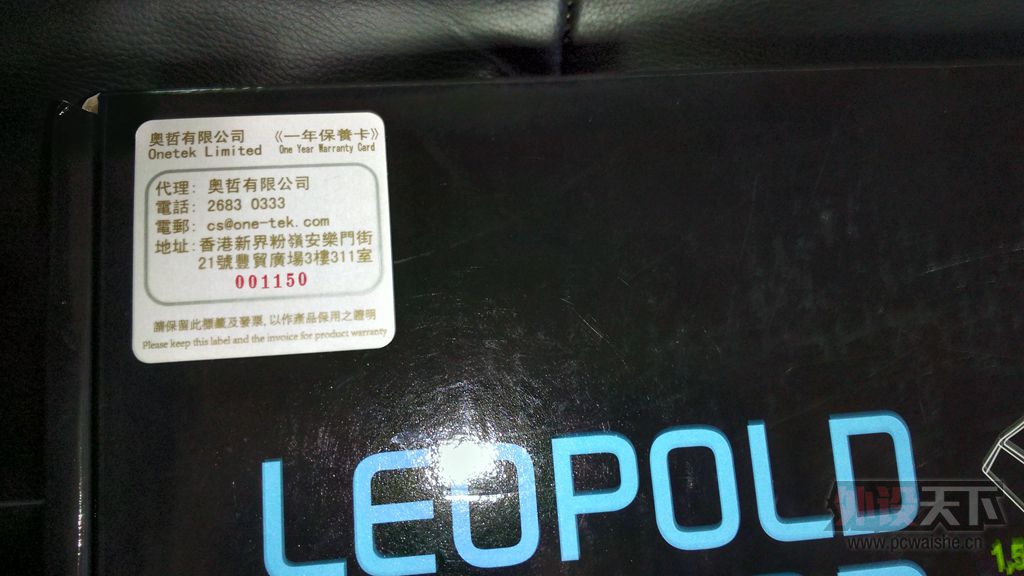 奧哲有限公司 《一年保養卡》
Onetek Limited One Year Warranty Card
代理: 奧哲有限公司
電話: 2683 0333
電郵: cs@one-tek.com
地址:香港新界粉嶺安樂門街
21號豐貿廣場3樓311室
001150
請保留此標籤及發票,以作產品保用之證明
Please keep this label and the invoice for product warranty
LEOPOLD
外设天下
www.pcwaishe.cn